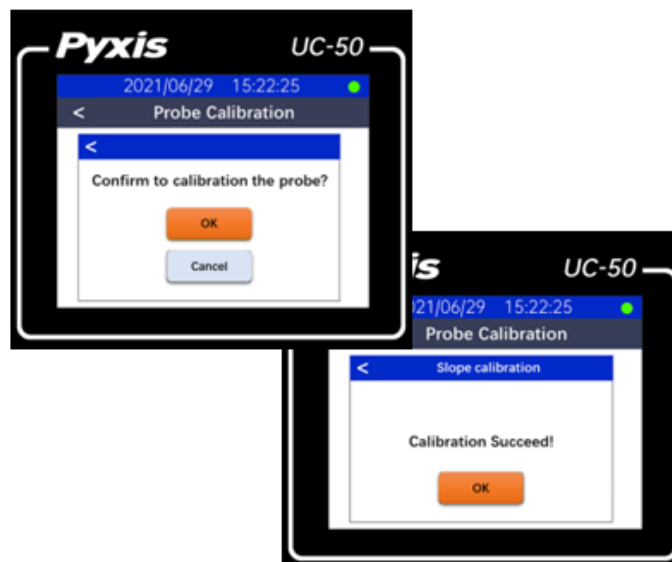 Pyxis UC-50
2021/06/29 15:22:25
< Probe Calibration
<
Confirm to calibration the probe?
OK
Cancel
is UC-50
21/06/29 15:22:25
Probe Calibration
< Slope calibration
Calibration Succeed!
OK